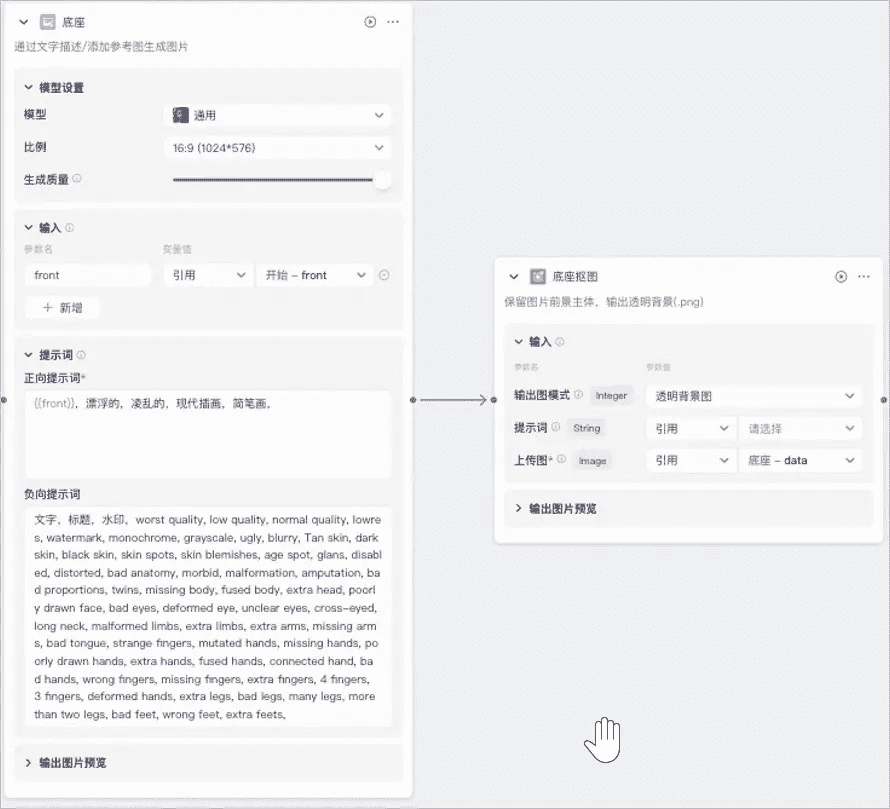 底座
通过文字描述/添加参考图生成图片
模型设置
模型
通用
比例
16:9 (1024*576)
生成质量
输入
参数名 变量值
front 引用 开始 – front
+ 新增
提示词
正向提示词*
{{front}}，漂浮的，凌乱的，现代插画，简笔画，
负向提示词
文字，标题，水印，worst quality, low quality, normal quality, lowre
s, watermark, monochrome, grayscale, ugly, blurry, Tan skin, dark
skin, black skin, skin spots, skin blemishes, age spot, glans, disabl
ed, distorted, bad anatomy, morbid, malformation, amputation, ba
d proportions, twins, missing body, fused body, extra head, poorl
y drawn face, bad eyes, deformed eye, unclear eyes, cross-eyed,
long neck, malformed limbs, extra limbs, extra arms, missing arm
s, bad tongue, strange fingers, mutated hands, missing hands, po
orly drawn hands, extra hands, fused hands, connected hand, ba
d hands, wrong fingers, missing fingers, extra fingers, 4 fingers,
3 fingers, deformed hands, extra legs, bad legs, many legs, more
than two legs, bad feet, wrong feet, extra feets,
输出图片预览
底座抠图
保留图片前景主体，输出透明背景(.png)
输入
参数名 参数值
输出图模式 Integer 透明背景图
提示词 String 引用 请选择
上传图* Image 引用 底座 – data
输出图片预览